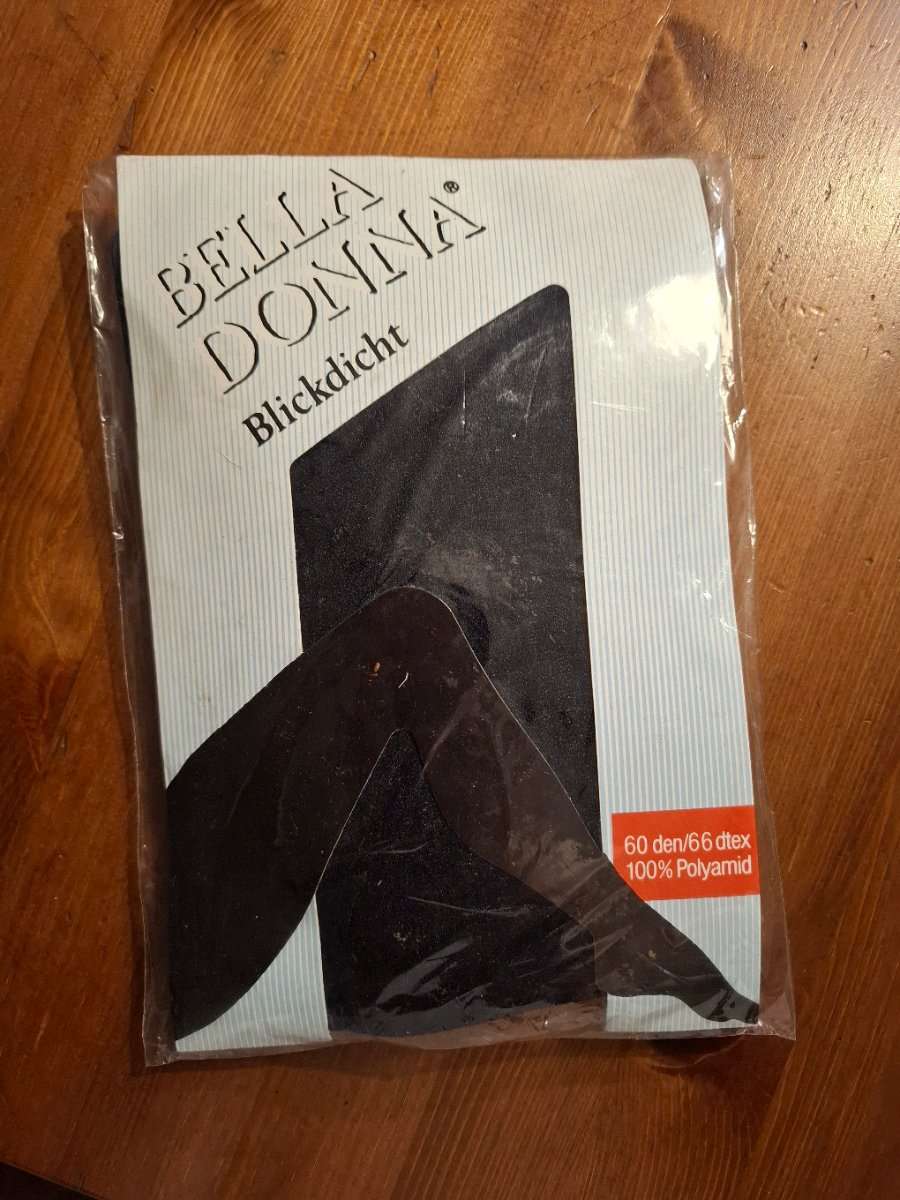 BELLA
DONNA®
Blickdicht
60 den/66 dtex
100% Polyamid